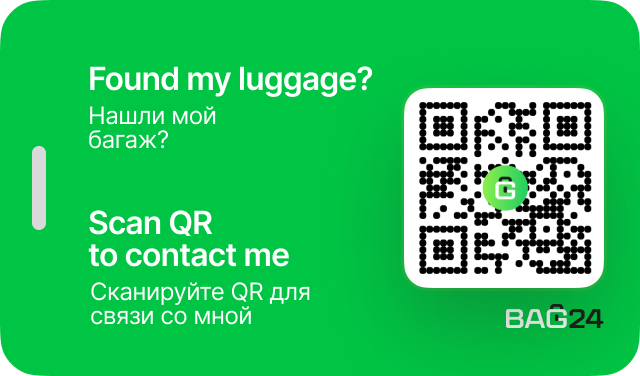 Found my luggage?
Нашли мой
багаж?
Scan QR
to contact me
Сканируйте QR для
связи со мной
BAG24